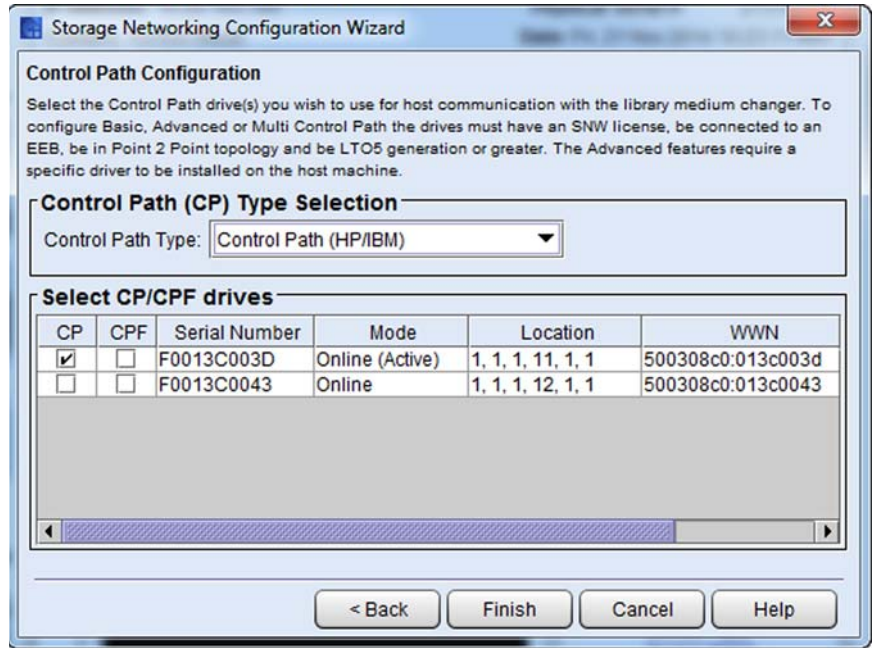 Storage Networking Configuration Wizard
Control Path Configuration
Select the Control Path drive(s) you wish to use for host communication with the library medium changer. To
configure Basic, Advanced or Multi Control Path the drives must have an SNW license, be connected to an
EEB, be in Point 2 Point topology and be LTO5 generation or greater. The Advanced features require a
specific driver to be installed on the host machine.
Control Path (CP) Type Selection
Control Path Type: Control Path (HP/IBM)
Select CP/CPF drives
CP CPF Serial Number Mode Location WWN
F0013C003D Online (Active) 1, 1, 1, 11, 1, 1 500308c0:013c003d
F0013C0043 Online 1, 1, 1, 12, 1, 1 500308c0:013c0043
< Back Finish Cancel Help